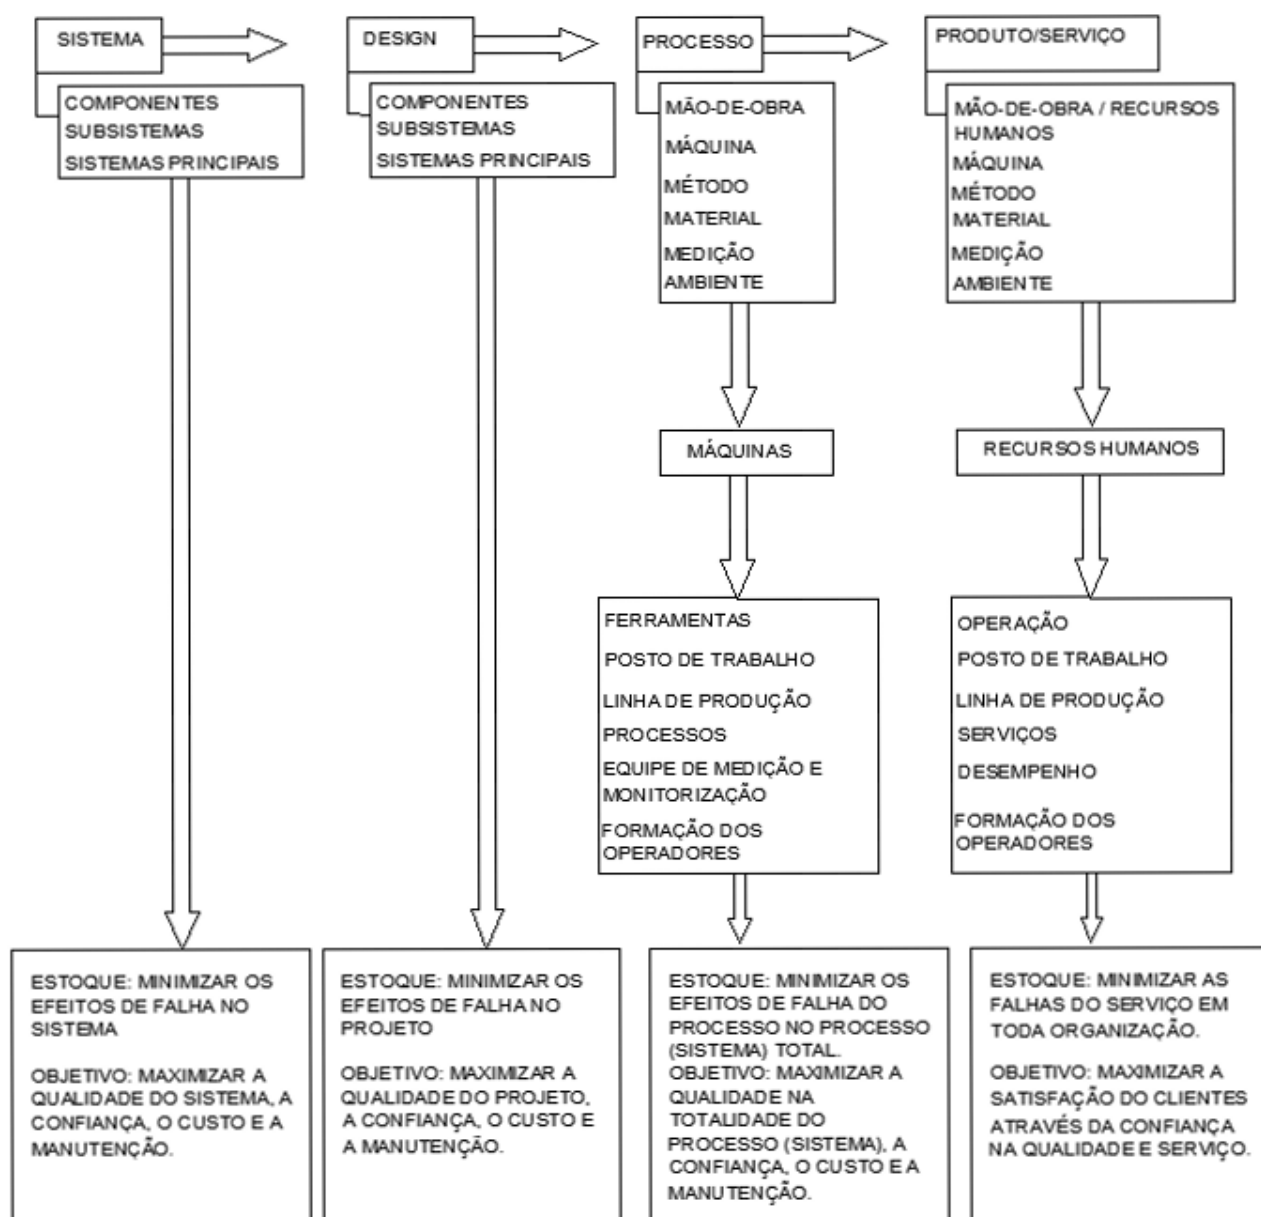 SISTEMA
DESIGN
PROCESSO
PRODUTO/SERVIÇO
COMPONENTES
SUBSISTEMAS
SISTEMAS PRINCIPAIS
COMPONENTES
SUBSISTEMAS
SISTEMAS PRINCIPAIS
MÃO-DE-OBRA
MÁQUINA
MÉTODO
MATERIAL
MEDIÇÃO
AMBIENTE
MÃO-DE-OBRA / RECURSOS
HUMANOS
MÁQUINA
MÉTODO
MATERIAL
MEDIÇÃO
AMBIENTE
MÁQUINAS
RECURSOS HUMANOS
FERRAMENTAS
POSTO DE TRABALHO
LINHA DE PRODUÇÃO
PROCESSOS
EQUIPE DE MEDIÇÃO E
MONITORIZAÇÃO
FORMAÇÃO DOS
OPERADORES
OPERAÇÃO
POSTO DE TRABALHO
LINHA DE PRODUÇÃO
SERVIÇOS
DESEMPENHO
FORMAÇÃO DOS
OPERADORES
ESTOQUE: MINIMIZAR OS
EFEITOS DE FALHA NO
SISTEMA
OBJETIVO: MAXIMIZAR A
QUALIDADE DO SISTEMA, A
CONFIANÇA, O CUSTO E A
MANUTENÇÃO.
ESTOQUE: MINIMIZAR OS
EFEITOS DE FALHA NO
PROJETO
OBJETIVO: MAXIMIZAR A
QUALIDADE DO PROJETO,
A CONFIANÇA, O CUSTO E
A MANUTENÇÃO.
ESTOQUE: MINIMIZAR OS
EFEITOS DE FALHA DO
PROCESSO NO PROCESSO
(SISTEMA) TOTAL.
OBJETIVO: MAXIMIZAR A
QUALIDADE NA
TOTALIDADE DO
PROCESSO (SISTEMA), A
CONFIANÇA, O CUSTO E A
MANUTENÇÃO.
ESTOQUE: MINIMIZAR AS
FALHAS DO SERVIÇO EM
TODA ORGANIZAÇÃO.
OBJETIVO: MAXIMIZAR A
SATISFAÇÃO DO CLIENTES
ATRAVÉS DA CONFIANÇA
NA QUALIDADE E SERVIÇO.